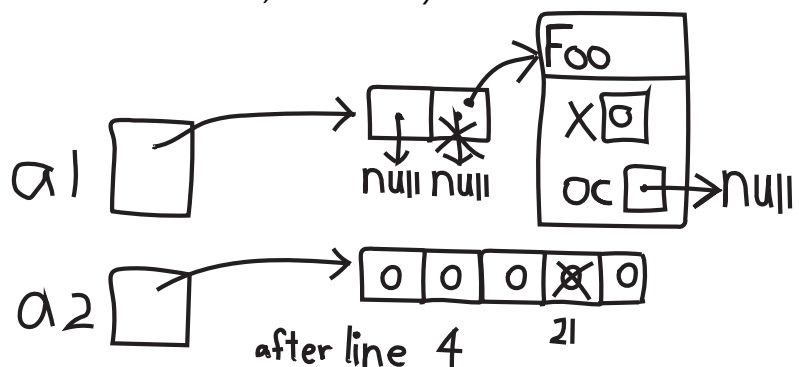 Foo
x 0
a1
null null
oc null
a2 0 0 0 0 0
21
after line 4